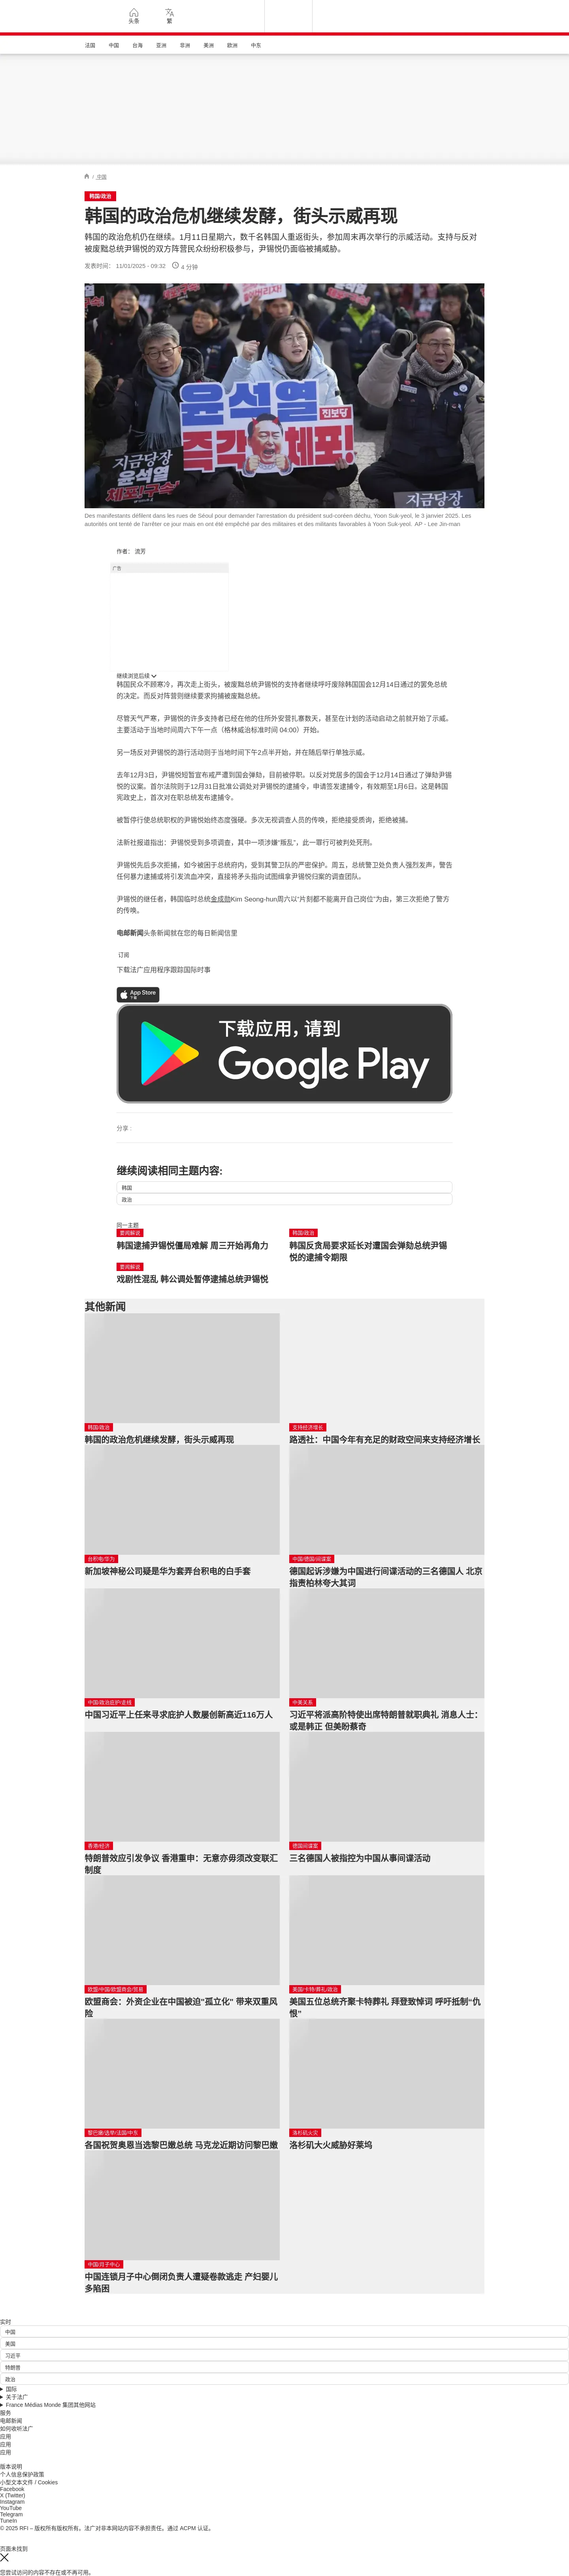 头条
繁
法国
中国
台海
亚洲
非洲
美洲
欧洲
中东
/ 中国
韩国/政治
韩国的政治危机继续发酵，街头示威再现
韩国的政治危机仍在继续。1月11日星期六，数千名韩国人重返街头，参加周末再次举行的示威活动。支持与反对
被废黜总统尹锡悦的双方阵营民众纷纷积极参与，尹锡悦仍面临被捕威胁。
发表时间： 11/01/2025 - 09:32
4 分钟
진보당
윤석열
즉각 체포
지금당장
체포/구속
지금당장
Des manifestants défilent dans les rues de Séoul pour demander l'arrestation du président sud-coréen déchu, Yoon Suk-yeol, le 3 janvier 2025. Les
autorités ont tenté de l'arrêter ce jour mais en ont été empêché par des militaires et des militants favorables à Yoon Suk-yeol. AP - Lee Jin-man
作者： 流芳
广告
继续浏览后续
韩国民众不顾寒冷，再次走上街头，被废黜总统尹锡悦的支持者继续呼吁废除韩国国会12月14日通过的罢免总统
的决定。而反对阵营则继续要求拘捕被废黜总统。
尽管天气严寒，尹锡悦的许多支持者已经在他的住所外安营扎寨数天，甚至在计划的活动启动之前就开始了示威。
主要活动于当地时间周六下午一点（格林威治标准时间 04:00）开始。
另一场反对尹锡悦的游行活动则于当地时间下午2点半开始，并在随后举行单独示威。
去年12月3日，尹锡悦短暂宣布戒严遭到国会弹劾，目前被停职。以反对党居多的国会于12月14日通过了弹劾尹锡
悦的议案。首尔法院则于12月31日批准公调处对尹锡悦的逮捕令，申请签发逮捕令，有效期至1月6日。这是韩国
宪政史上，首次对在职总统发布逮捕令。
被暂停行使总统职权的尹锡悦始终态度强硬。多次无视调查人员的传唤，拒绝接受质询，拒绝被捕。
法新社报道指出：尹锡悦受到多项调查，其中一项涉嫌"叛乱"，此一罪行可被判处死刑。
尹锡悦先后多次拒捕，如今被困于总统府内，受到其警卫队的严密保护。周五，总统警卫处负责人强烈发声，警告
任何暴力逮捕或将引发流血冲突，直接将矛头指向试图缉拿尹锡悦归案的调查团队。
尹锡悦的继任者，韩国临时总统金成勋Kim Seong-hun周六以"片刻都不能离开自己岗位"为由，第三次拒绝了警方
的传唤。
电邮新闻头条新闻就在您的每日新闻信里
订阅
下载法广应用程序跟踪国际时事
App Store
下载
下载应用，请到
Google Play
分享 :
继续阅读相同主题内容:
韩国
政治
同一主题
要闻解说
韩国逮捕尹锡悦僵局难解 周三开始再角力
韩国/政治
韩国反贪局要求延长对遭国会弹劾总统尹锡
悦的逮捕令期限
要闻解说
戏剧性混乱 韩公调处暂停逮捕总统尹锡悦
其他新闻
韩国/政治
韩国的政治危机继续发酵，街头示威再现
支持经济增长
路透社：中国今年有充足的财政空间来支持经济增长
台积电/华为
新加坡神秘公司疑是华为套弄台积电的白手套
中国/德国/间谍案
德国起诉涉嫌为中国进行间谍活动的三名德国人 北京
指责柏林夸大其词
中国/政治庇护/走线
中国习近平上任来寻求庇护人数屡创新高近116万人
中美关系
习近平将派高阶特使出席特朗普就职典礼 消息人士：
或是韩正 但美盼蔡奇
香港/经济
特朗普效应引发争议 香港重申：无意亦毋须改变联汇
制度
德国间谍案
三名德国人被指控为中国从事间谍活动
欧盟/中国/欧盟商会/贸易
欧盟商会：外资企业在中国被迫"孤立化" 带来双重风
险
美国/卡特/葬礼/政治
美国五位总统齐聚卡特葬礼 拜登致悼词 呼吁抵制“仇
恨”
黎巴嫩/选举/法国/中东
各国祝贺奥恩当选黎巴嫩总统 马克龙近期访问黎巴嫩
洛杉矶火灾
洛杉矶大火威胁好莱坞
中国/月子中心
中国连锁月子中心倒闭负责人遭疑卷款逃走 产妇婴儿
多陷困
实时
中国
美国
习近平
特朗普
政治
国际
关于法广
France Médias Monde 集团其他网站
服务
电邮新闻
如何收听法广
应用
应用
应用
版本说明
个人信息保护政策
小型文本文件 / Cookies
Facebook
X (Twitter)
Instagram
YouTube
Telegram
TuneIn
© 2025 RFI – 版权所有版权所有。法广对非本网站内容不承担责任。通过 ACPM 认证。
页面未找到
您尝试访问的内容不存在或不再可用。